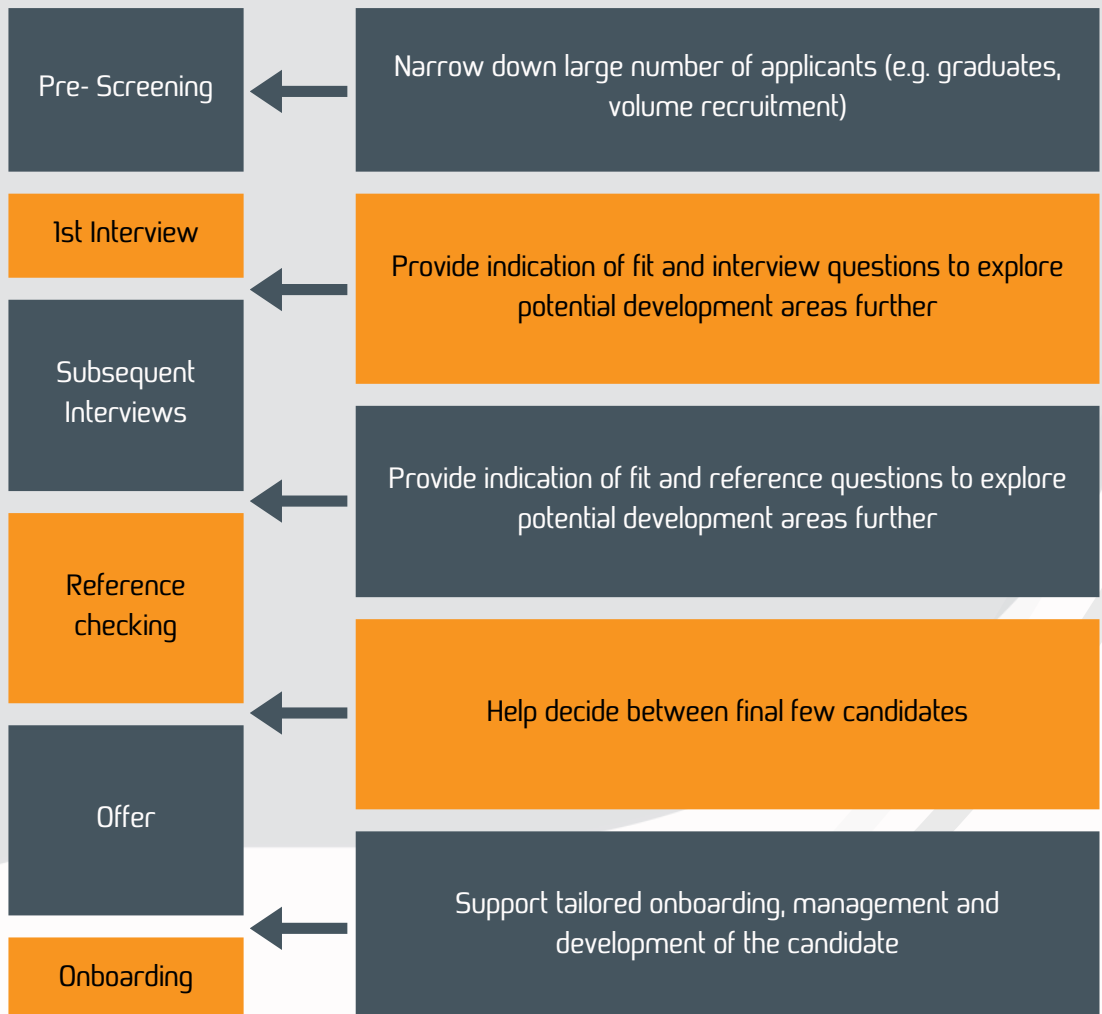 Pre- Screening
Narrow down large number of applicants (e.g. graduates,
volume recruitment)
1st Interview
Provide indication of fit and interview questions to explore
potential development areas further
Subsequent
Interviews
Provide indication of fit and reference questions to explore
potential development areas further
Reference
checking
Help decide between final few candidates
Offer
Support tailored onboarding, management and
development of the candidate
Onboarding